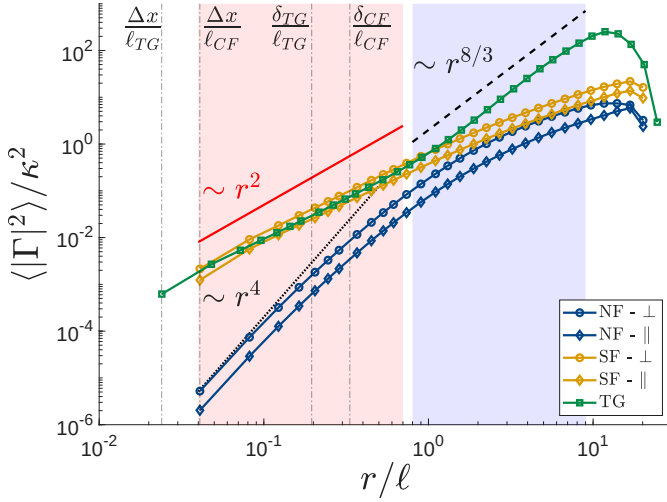 Δx/ℓ_TG Δx/ℓ_CF δ_TG/ℓ_TG δ_CF/ℓ_CF
10^2
10^0
10^-2
10^-4
10^-6
⟨|Γ|^2⟩/κ^2
∼ r^8/3
∼ r^2
∼ r^4
NF - ⊥
NF - ∥
SF - ⊥
SF - ∥
TG
10^-2 10^-1 10^0 10^1
r/ℓ